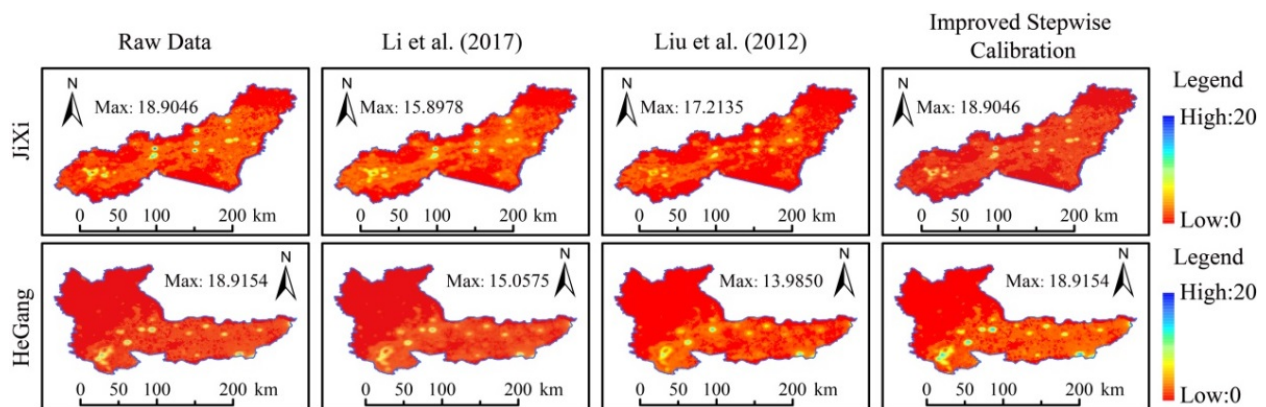 Raw Data
Li et al. (2017)
Liu et al. (2012)
Improved Stepwise
Calibration
JiXi
N
Max: 18.9046
0 50 100 200 km
N
Max: 15.8978
0 50 100 200 km
N
Max: 17.2135
0 50 100 200 km
N
Max: 18.9046
0 50 100 200 km
Legend
High:20
Low:0
HeGang
N
Max: 18.9154
0 50 100 200 km
N
Max: 15.0575
0 50 100 200 km
N
Max: 13.9850
0 50 100 200 km
N
Max: 18.9154
0 50 100 200 km
Legend
High:20
Low:0